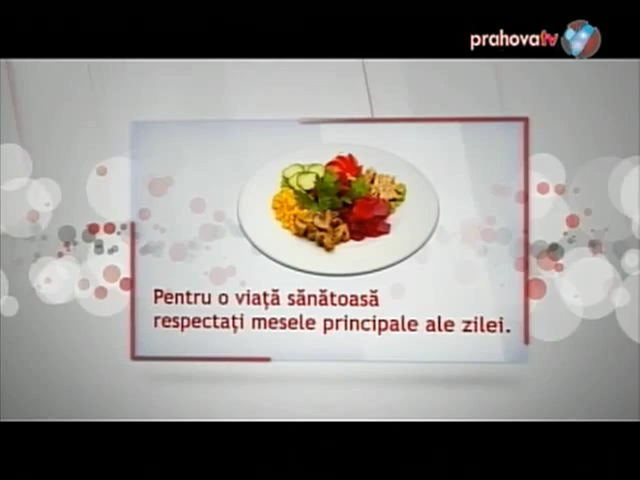 prahovatv
Pentru o viață sănătoasă
respectați mesele principale ale zilei.